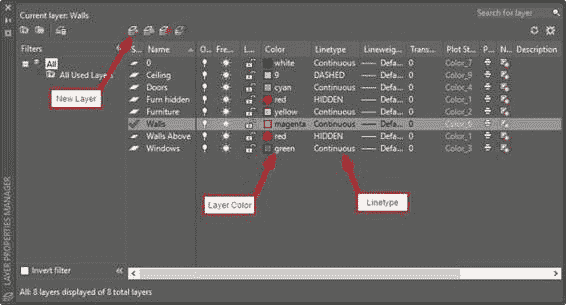 Current layer: Walls
Search for layer
Filters
S... Name O... Fre... L... Color Linetype Lineweig... Trans... Plot St... P... N... Description
All
All Used Layers
0 white Continuous Defa... 0 Color_7
Ceiling 9 DASHED Defa... 0 Color_9
Doors cyan Continuous Defa... 0 Color_4
Furn hidden red HIDDEN Defa... 0 Color_1
Furniture yellow Continuous Defa... 0 Color_2
Walls magenta Continuous Defa... 0 Color_6
Walls Above red HIDDEN Defa... 0 Color_1
Windows green Continuous Defa... 0 Color_3
New Layer
Layer Color
Linetype
Invert filter
All: 8 layers displayed of 8 total layers
LAYER PROPERTIES MANAGER